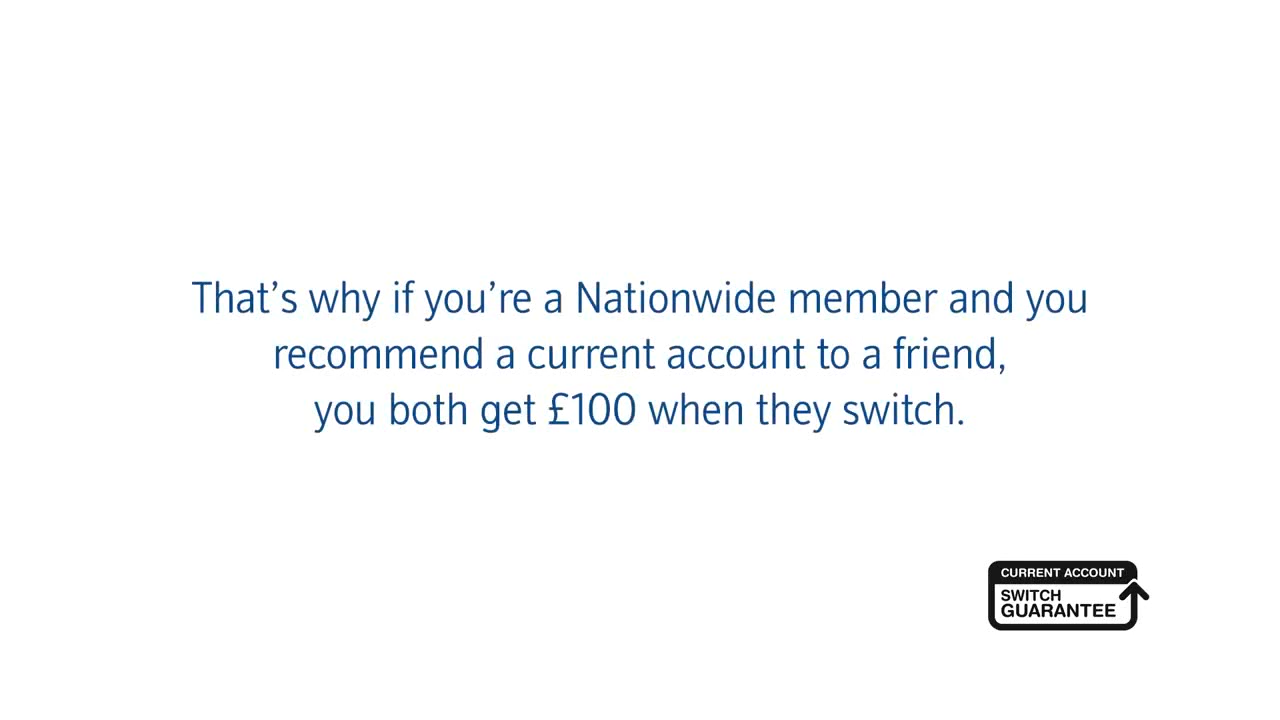 That’s why if you’re a Nationwide member and you
recommend a current account to a friend,
you both get £100 when they switch.
CURRENT ACCOUNT
SWITCH
GUARANTEE